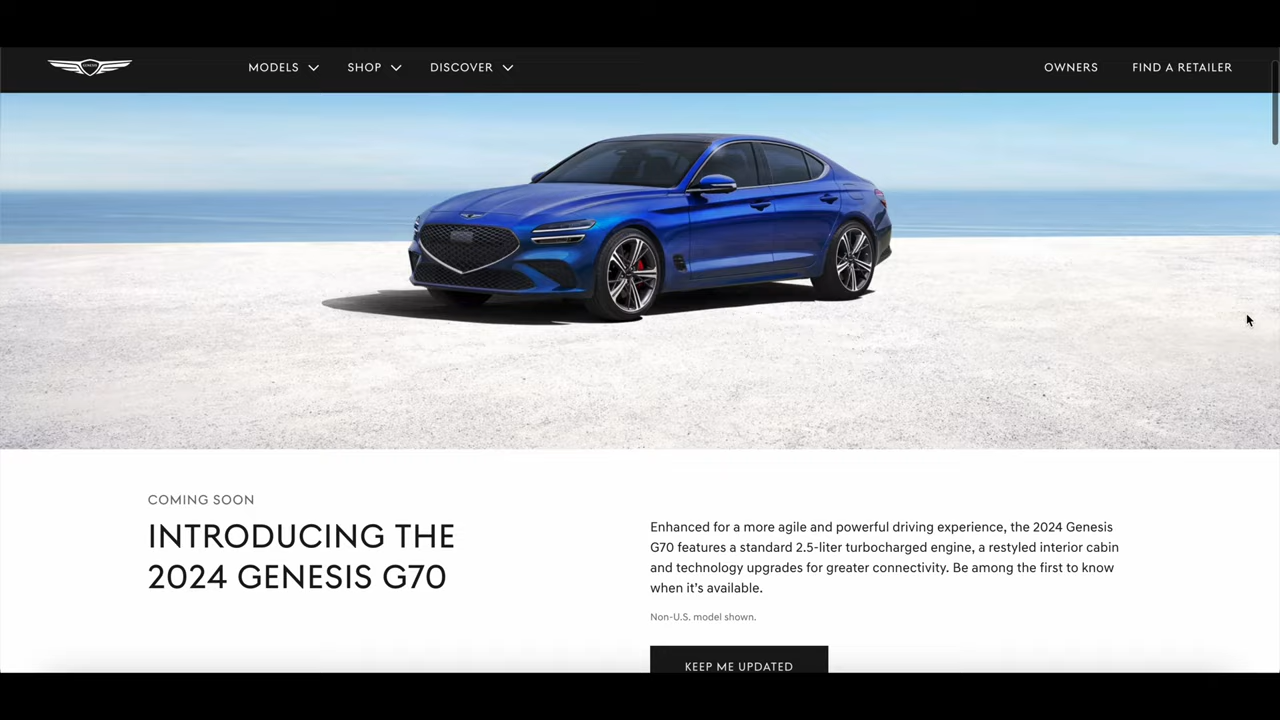 MODELS
SHOP
DISCOVER
OWNERS
FIND A RETAILER
COMING SOON
INTRODUCING THE
2024 GENESIS G70
Enhanced for a more agile and powerful driving experience, the 2024 Genesis
G70 features a standard 2.5-liter turbocharged engine, a restyled interior cabin
and technology upgrades for greater connectivity. Be among the first to know
when it's available.
Non-U.S. model shown.
KEEP ME UPDATED